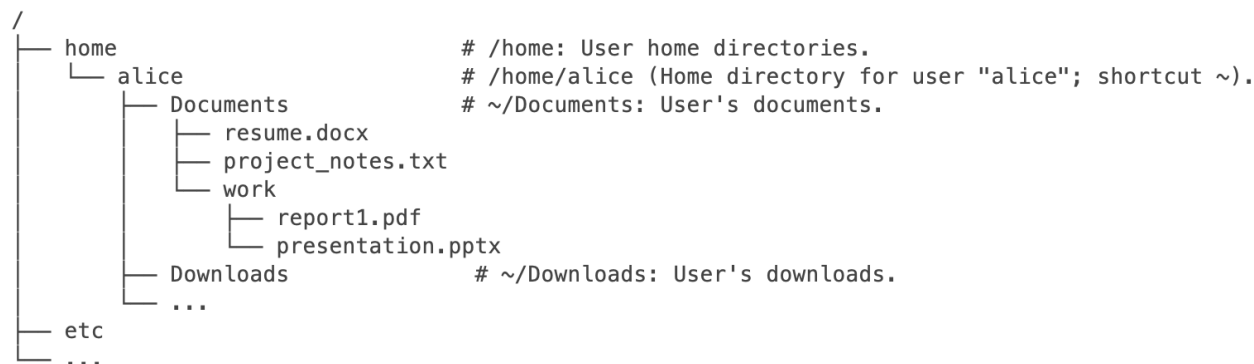 /
├── home # /home: User home directories.
│   └── alice # /home/alice (Home directory for user "alice"; shortcut ~).
│       ├── Documents # ~/Documents: User's documents.
│       │   ├── resume.docx
│       │   ├── project_notes.txt
│       │   └── work
│       │       ├── report1.pdf
│       │       └── presentation.pptx
│       ├── Downloads # ~/Downloads: User's downloads.
│       └── ...
├── etc
└── ...